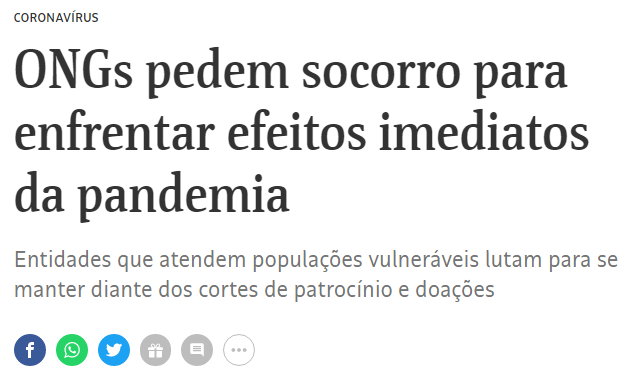 CORONAVÍRUS
ONGs pedem socorro para
enfrentar efeitos imediatos
da pandemia
Entidades que atendem populações vulneráveis lutam para se
manter diante dos cortes de patrocínio e doações